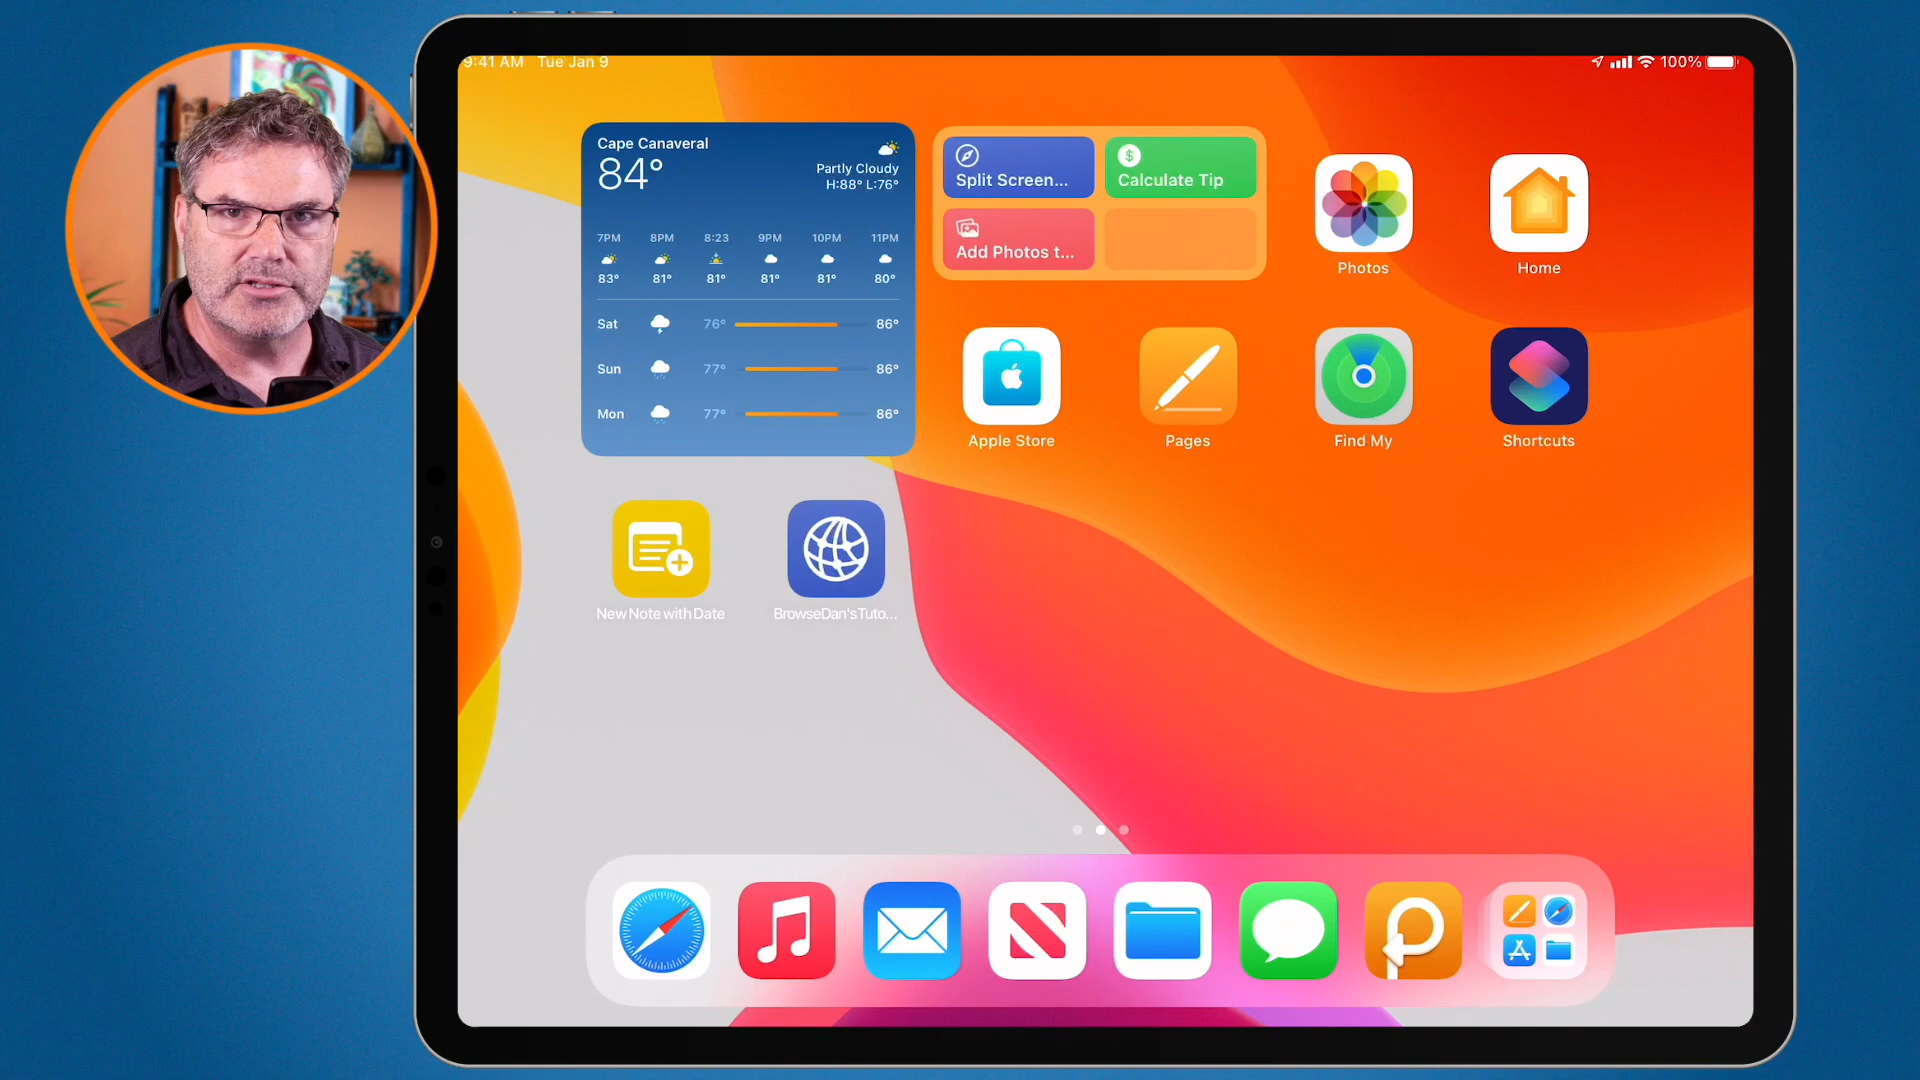 9:41 AM Tue Jan 9
100%
Cape Canaveral
84°
Partly Cloudy
H:88° L:76°
7PM 8PM 8:23 9PM 10PM 11PM
83° 81° 81° 81° 81° 80°
Sat 76° 86°
Sun 77° 86°
Mon 77° 86°
Split Screen...
$
Calculate Tip
Add Photos t...
Photos
Home
Apple Store
Pages
Find My
Shortcuts
New Note with Date
BrowseDan'sTuto...